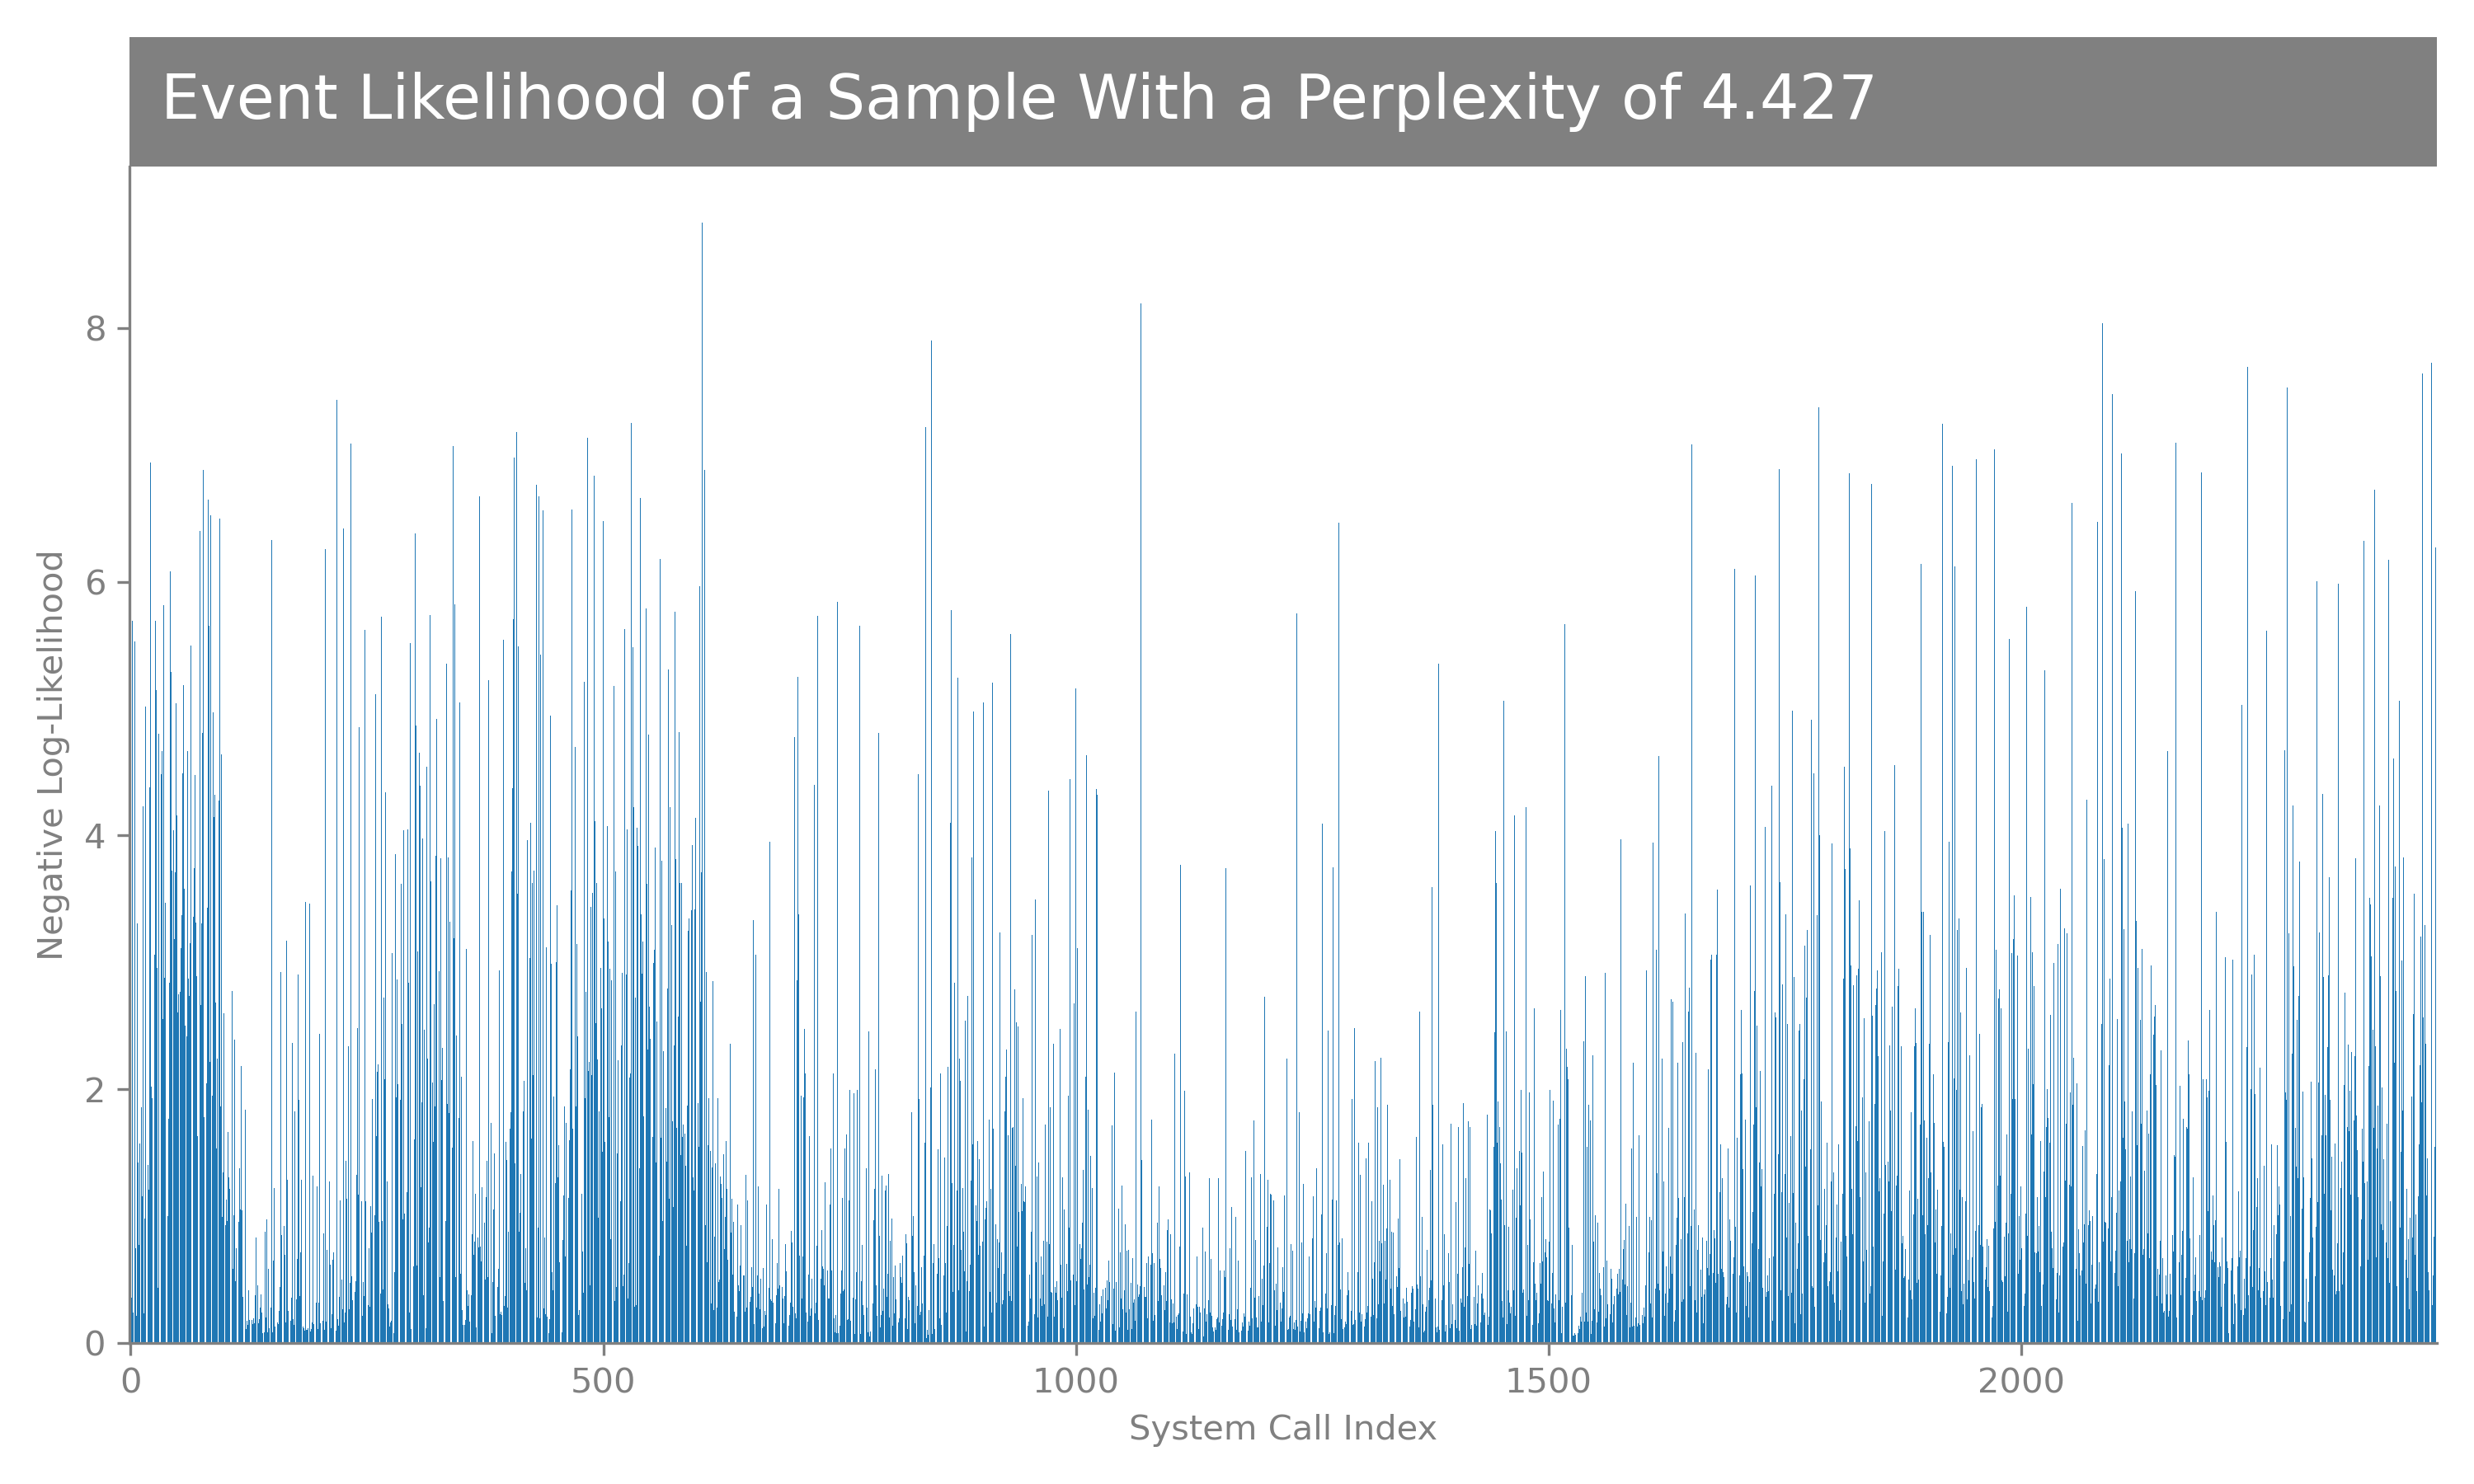 Event Likelihood of a Sample With a Perplexity of 4.427
Negative Log-Likelihood
8
6
4
2
0
0 500 1000 1500 2000
System Call Index